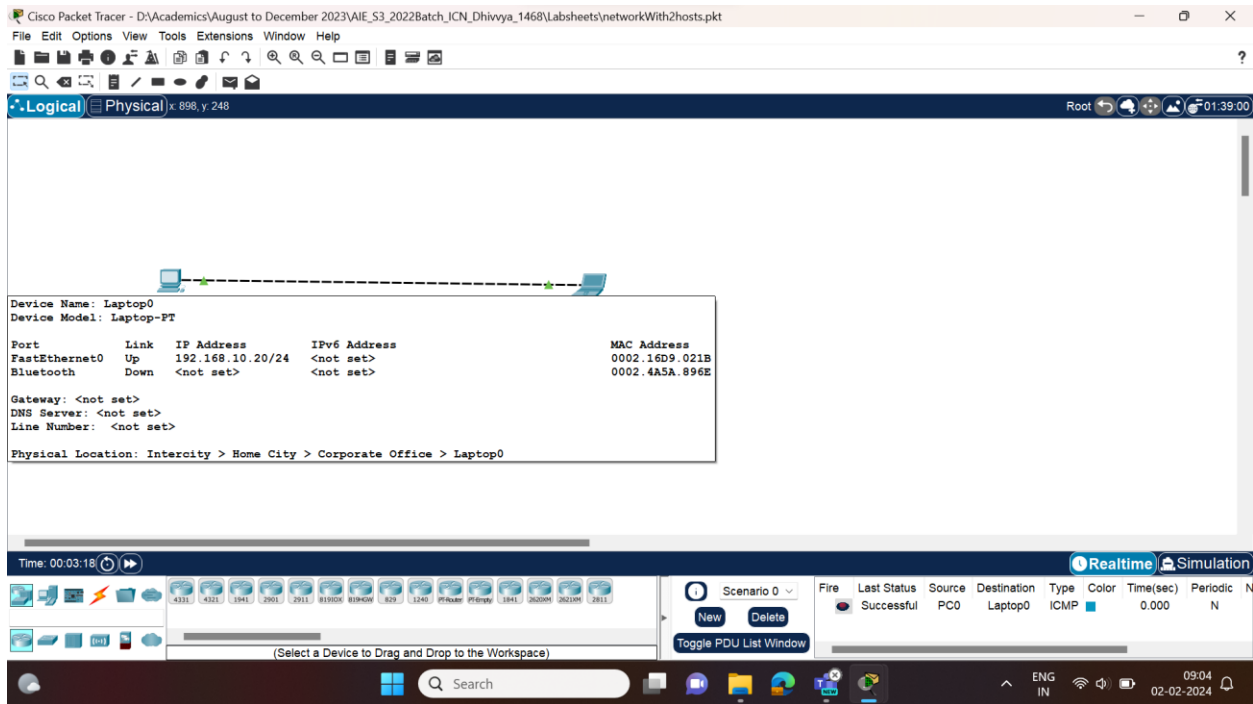 Cisco Packet Tracer - D:\Academics\August to December 2023\AIE_S3_2022Batch_ICN_Dhivvya_1468\Labsheets\networkWith2hosts.pkt
File Edit Options View Tools Extensions Window Help
?
Logical Physical x: 898, y: 248 Root 01:39:00
Device Name: Laptop0
Device Model: Laptop-PT
Port Link IP Address IPv6 Address MAC Address
FastEthernet0 Up 192.168.10.20/24 <not set> 0002.16D9.021B
Bluetooth Down <not set> <not set> 0002.4A5A.896E
Gateway: <not set>
DNS Server: <not set>
Line Number: <not set>
Physical Location: Intercity > Home City > Corporate Office > Laptop0
Time: 00:03:18 Realtime Simulation
4331 4321 1941 2901 2911 819IOX 819HGW 829 1240 PT-Router PT-Empty 1841 2620XM 2621XM 2811
(Select a Device to Drag and Drop to the Workspace)
Scenario 0
New Delete
Toggle PDU List Window
Fire Last Status Source Destination Type Color Time(sec) Periodic N
Successful PC0 Laptop0 ICMP 0.000 N
Search
NEW
ENG
IN
09:04
02-02-2024